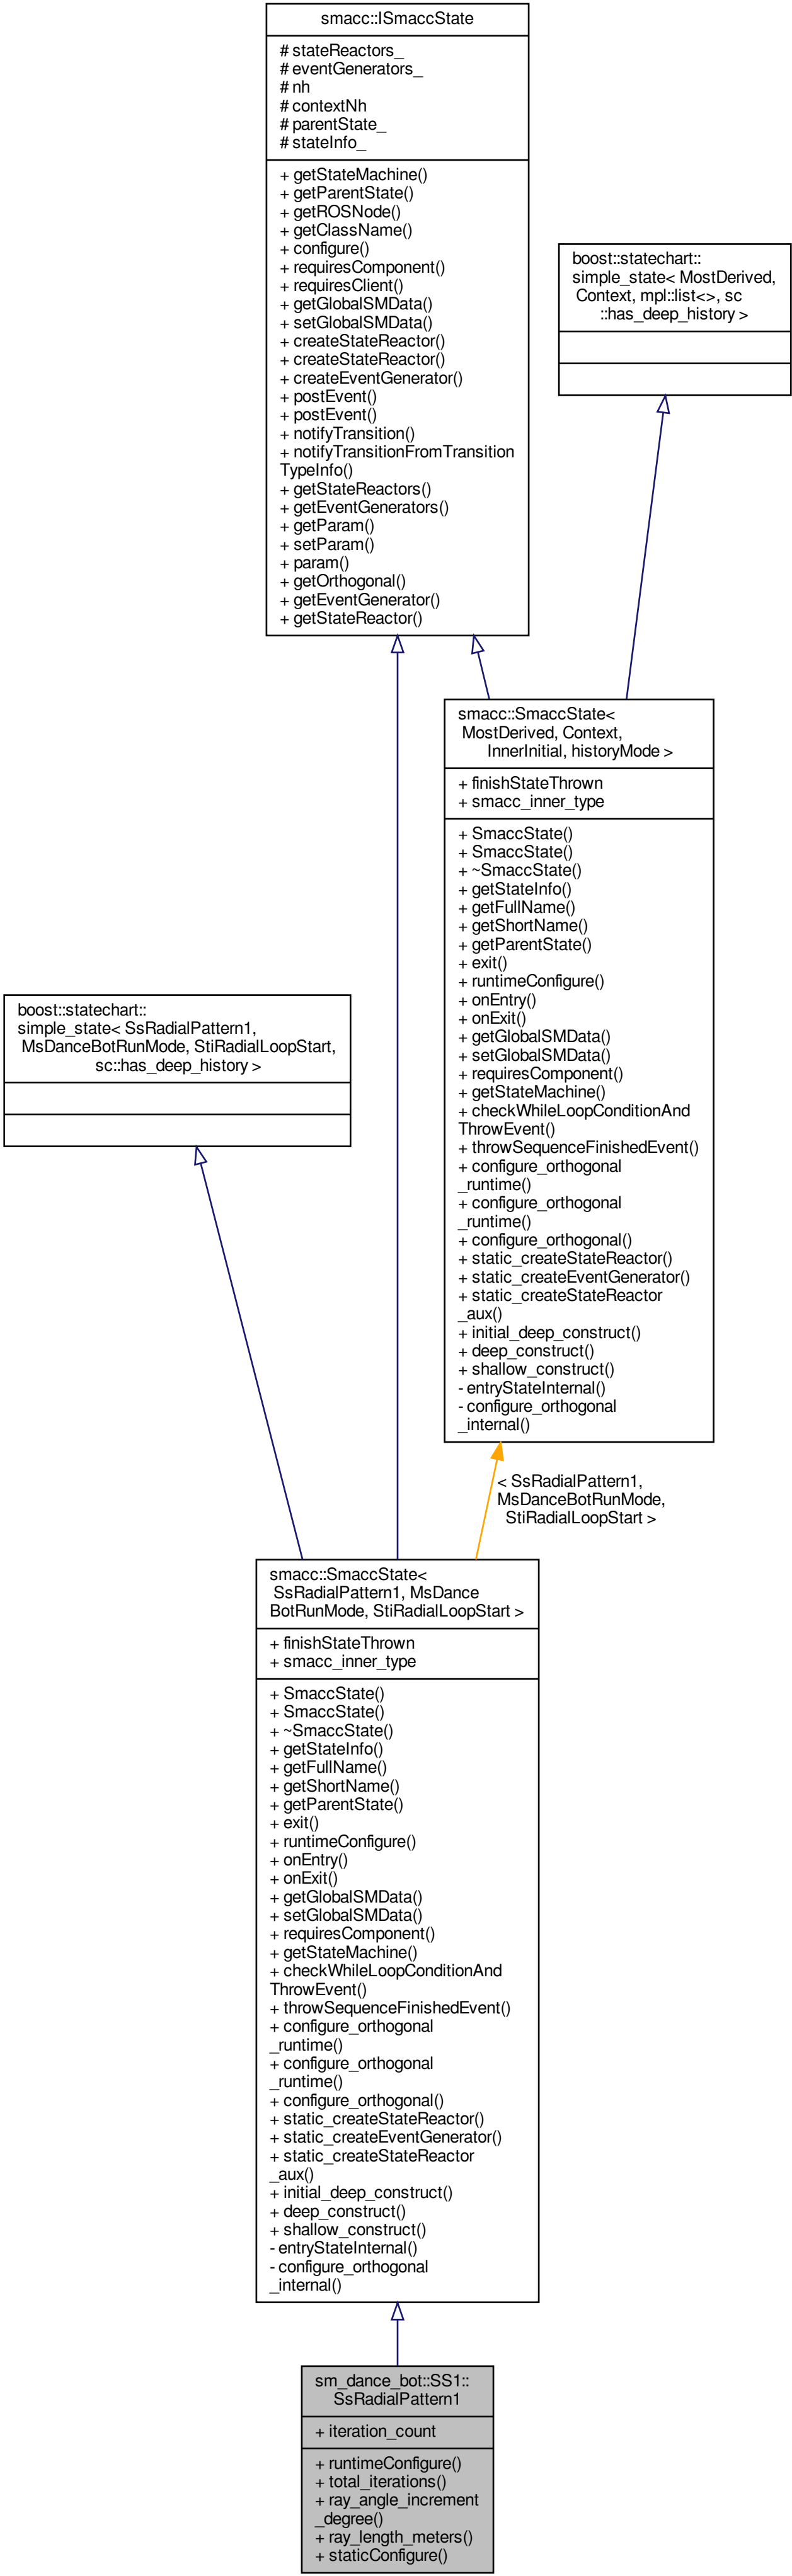 smacc::ISmaccState
# stateReactors_
# eventGenerators_
# nh
# contextNh
# parentState_
# stateInfo_
+ getStateMachine()
+ getParentState()
+ getROSNode()
+ getClassName()
+ configure()
+ requiresComponent()
+ requiresClient()
+ getGlobalSMData()
+ setGlobalSMData()
+ createStateReactor()
+ createStateReactor()
+ createEventGenerator()
+ postEvent()
+ postEvent()
+ notifyTransition()
+ notifyTransitionFromTransition
TypeInfo()
+ getStateReactors()
+ getEventGenerators()
+ getParam()
+ setParam()
+ param()
+ getOrthogonal()
+ getEventGenerator()
+ getStateReactor()
boost::statechart::
simple_state< MostDerived,
Context, mpl::list<>, sc
::has_deep_history >
smacc::SmaccState<
MostDerived, Context,
InnerInitial, historyMode >
+ finishStateThrown
+ smacc_inner_type
+ SmaccState()
+ SmaccState()
+ ~SmaccState()
+ getStateInfo()
+ getFullName()
+ getShortName()
+ getParentState()
+ exit()
+ runtimeConfigure()
+ onEntry()
+ onExit()
+ getGlobalSMData()
+ setGlobalSMData()
+ requiresComponent()
+ getStateMachine()
+ checkWhileLoopConditionAnd
ThrowEvent()
+ throwSequenceFinishedEvent()
+ configure_orthogonal
_runtime()
+ configure_orthogonal
_runtime()
+ configure_orthogonal()
+ static_createStateReactor()
+ static_createEventGenerator()
+ static_createStateReactor
_aux()
+ initial_deep_construct()
+ deep_construct()
+ shallow_construct()
- entryStateInternal()
- configure_orthogonal
_internal()
boost::statechart::
simple_state< SsRadialPattern1,
MsDanceBotRunMode, StiRadialLoopStart,
sc::has_deep_history >
< SsRadialPattern1,
MsDanceBotRunMode,
StiRadialLoopStart >
smacc::SmaccState<
SsRadialPattern1, MsDance
BotRunMode, StiRadialLoopStart >
+ finishStateThrown
+ smacc_inner_type
+ SmaccState()
+ SmaccState()
+ ~SmaccState()
+ getStateInfo()
+ getFullName()
+ getShortName()
+ getParentState()
+ exit()
+ runtimeConfigure()
+ onEntry()
+ onExit()
+ getGlobalSMData()
+ setGlobalSMData()
+ requiresComponent()
+ getStateMachine()
+ checkWhileLoopConditionAnd
ThrowEvent()
+ throwSequenceFinishedEvent()
+ configure_orthogonal
_runtime()
+ configure_orthogonal
_runtime()
+ configure_orthogonal()
+ static_createStateReactor()
+ static_createEventGenerator()
+ static_createStateReactor
_aux()
+ initial_deep_construct()
+ deep_construct()
+ shallow_construct()
- entryStateInternal()
- configure_orthogonal
_internal()
sm_dance_bot::SS1::
SsRadialPattern1
+ iteration_count
+ runtimeConfigure()
+ total_iterations()
+ ray_angle_increment
_degree()
+ ray_length_meters()
+ staticConfigure()